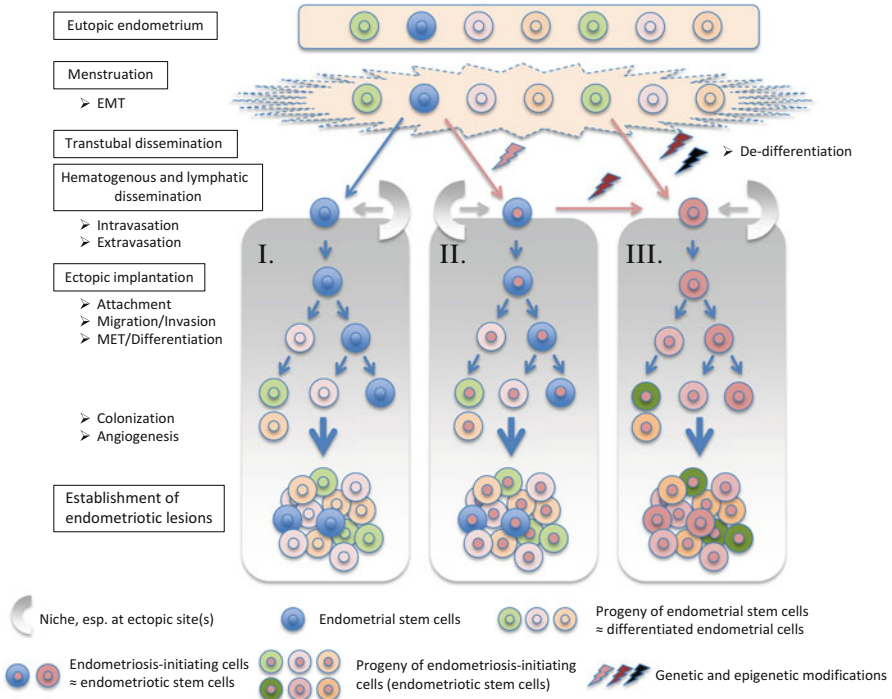 Eutopic endometrium
Menstruation
➢ EMT
Transtubal dissemination
➢ De-differentiation
Hematogenous and lymphatic
dissemination
➢ Intravasation
➢ Extravasation
I.
II.
III.
Ectopic implantation
➢ Attachment
➢ Migration/Invasion
➢ MET/Differentiation
➢ Colonization
➢ Angiogenesis
Establishment of
endometriotic lesions
Niche, esp. at ectopic site(s)
Endometrial stem cells
Progeny of endometrial stem cells
≈ differentiated endometrial cells
Endometriosis-initiating cells
≈ endometriotic stem cells
Progeny of endometriosis-initiating
cells (endometriotic stem cells)
Genetic and epigenetic modifications